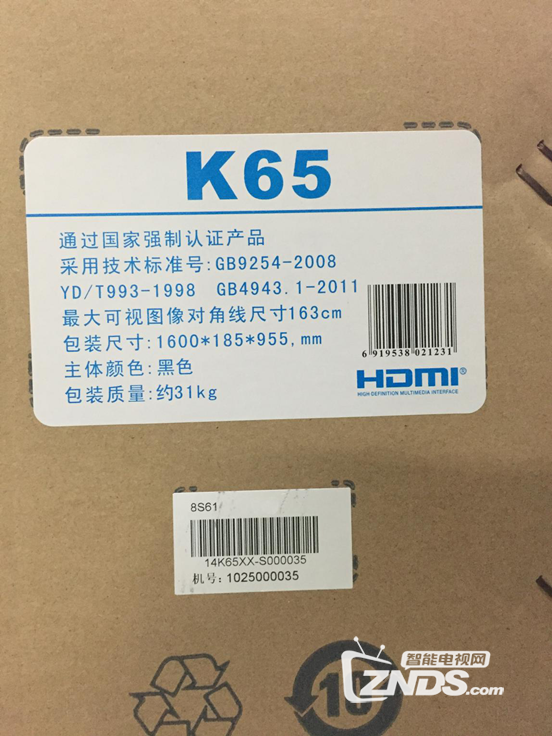 K65
通过国家强制认证产品
采用技术标准号:GB9254-2008
YD/T993-1998 GB4943.1-2011
最大可视图像对角线尺寸163cm
包装尺寸:1600*185*955,mm
主体颜色:黑色
包装质量:约31kg
6 919538 021231
HDMI®
HIGH DEFINITION MULTIMEDIA INTERFACE
8S61
14K65XX-S000035
机号: 1025000035
10
智能电视网
ZNDS.com